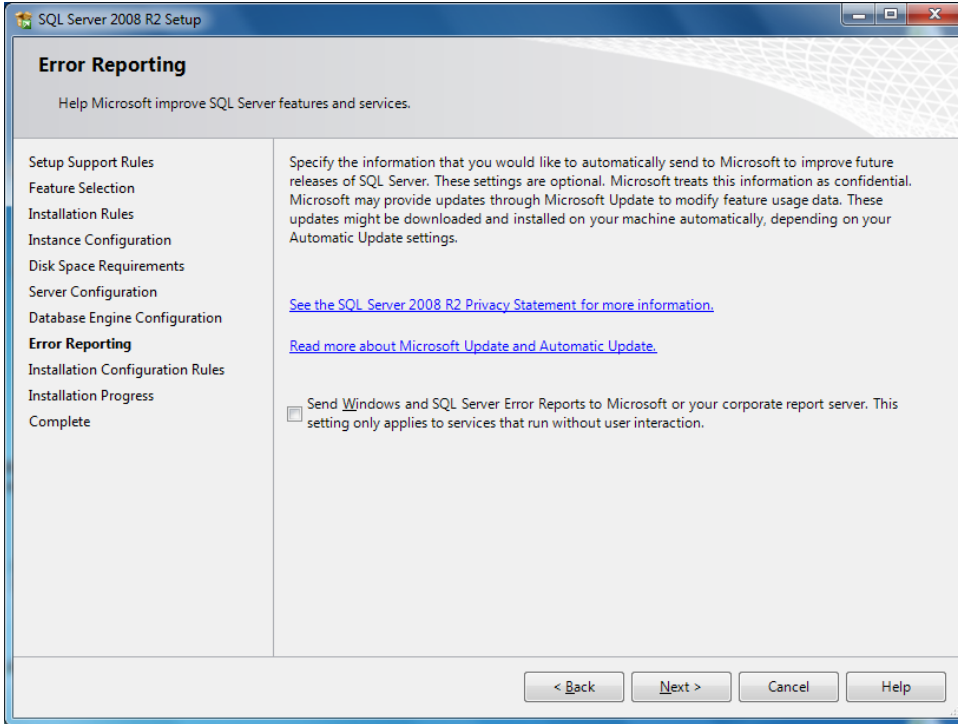 SQL Server 2008 R2 Setup
Error Reporting
Help Microsoft improve SQL Server features and services.
Setup Support Rules
Feature Selection
Installation Rules
Instance Configuration
Disk Space Requirements
Server Configuration
Database Engine Configuration
Error Reporting
Installation Configuration Rules
Installation Progress
Complete
Specify the information that you would like to automatically send to Microsoft to improve future
releases of SQL Server. These settings are optional. Microsoft treats this information as confidential.
Microsoft may provide updates through Microsoft Update to modify feature usage data. These
updates might be downloaded and installed on your machine automatically, depending on your
Automatic Update settings.
See the SQL Server 2008 R2 Privacy Statement for more information.
Read more about Microsoft Update and Automatic Update.
Send Windows and SQL Server Error Reports to Microsoft or your corporate report server. This
setting only applies to services that run without user interaction.
< Back
Next >
Cancel
Help